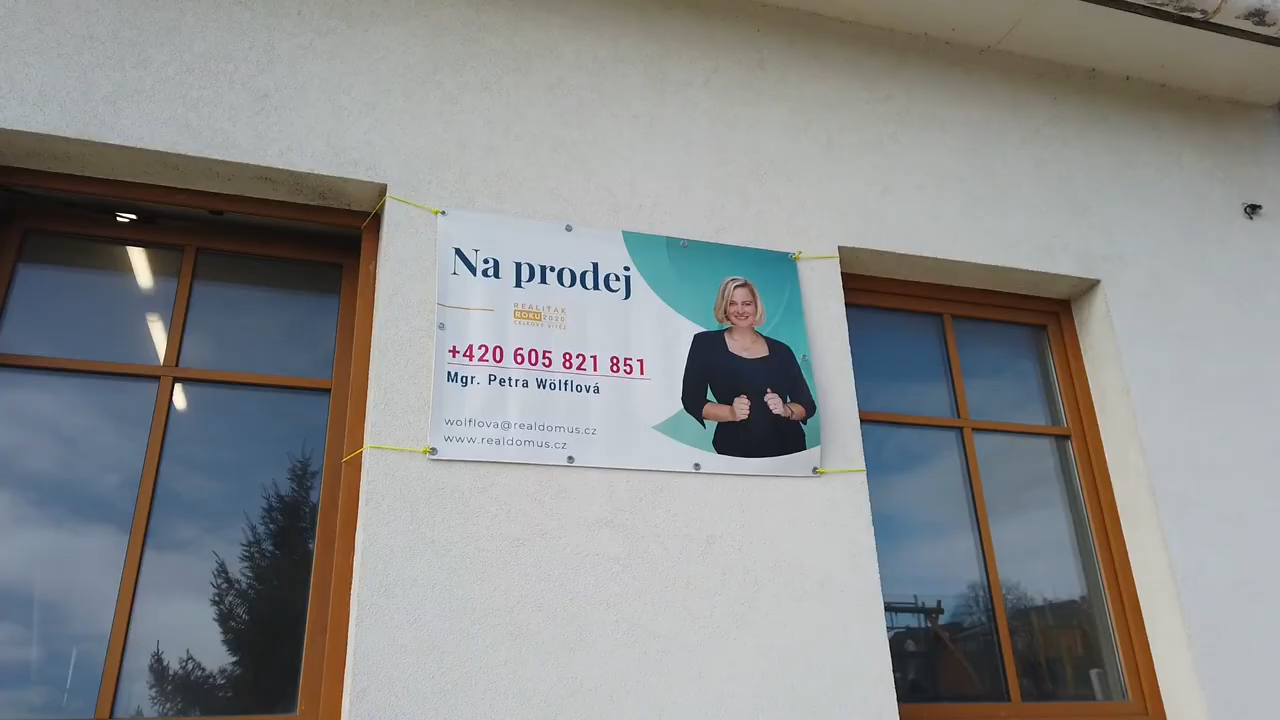 Na prodej
REALITAK
ROKU 2020
CELKOVÝ VÍTĚZ
+420 605 821 851
Mgr. Petra Wölflová
wolflova@realdomus.cz
www.realdomus.cz